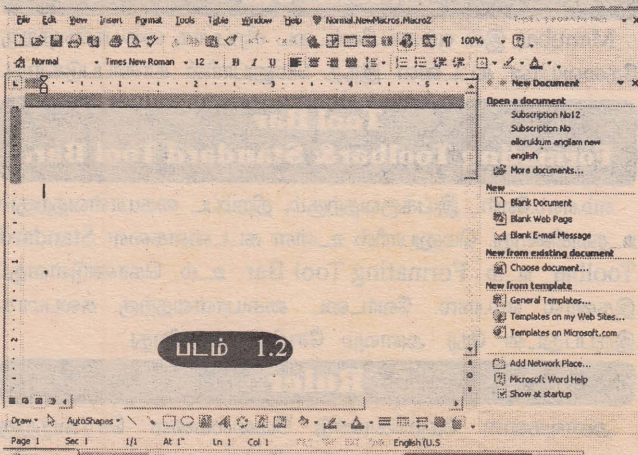 File Edit View Insert Format Tools Table Window Help Normal.NewMacros.Macro2
100%
Normal Times New Roman 12 B I U
New Document
Open a document
Subscription No12
Subscription No
ellorukkum angilam new
english
More documents...
New
Blank Document
Blank Web Page
Blank E-mail Message
New from existing document
Choose document...
New from template
General Templates...
Templates on my Web Sites...
Templates on Microsoft.com
Add Network Place...
Microsoft Word Help
Show at startup
படம் 1.2
Draw AutoShapes
Page 1 Sec 1 1/1 At 1" Ln 1 Col 1 English (U.S